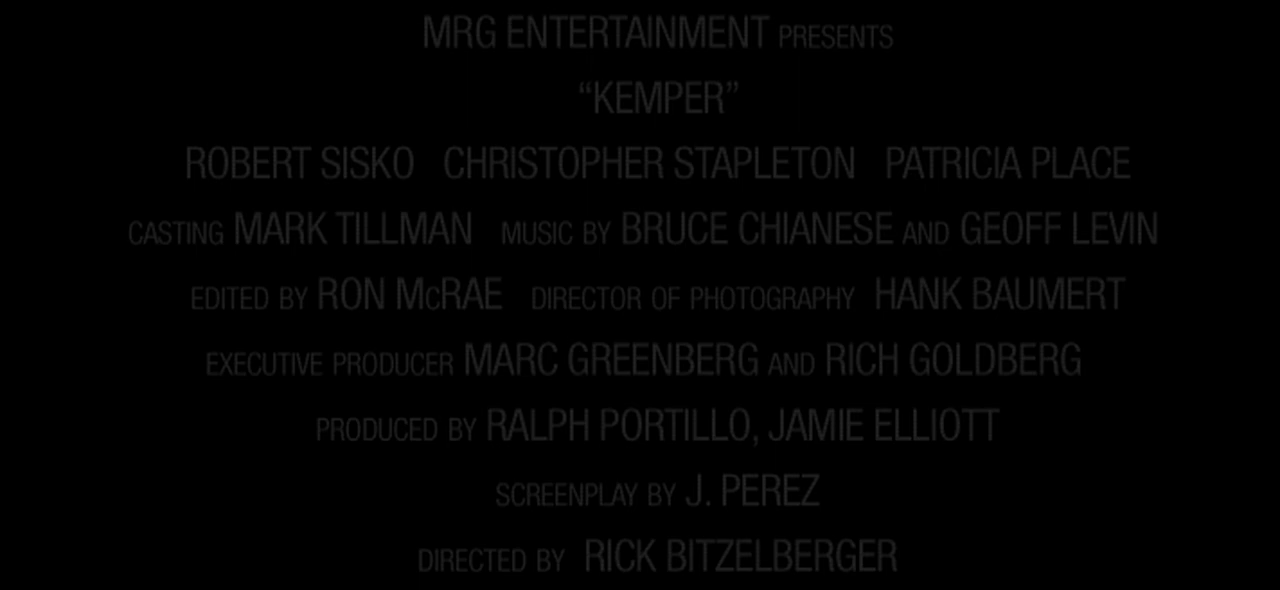 MRG ENTERTAINMENT PRESENTS
“KEMPER”
ROBERT SISKO CHRISTOPHER STAPLETON PATRICIA PLACE
CASTING MARK TILLMAN MUSIC BY BRUCE CHIANESE AND GEOFF LEVIN
EDITED BY RON McRAE DIRECTOR OF PHOTOGRAPHY HANK BAUMERT
EXECUTIVE PRODUCER MARC GREENBERG AND RICH GOLDBERG
PRODUCED BY RALPH PORTILLO, JAMIE ELLIOTT
SCREENPLAY BY J. PEREZ
DIRECTED BY RICK BITZELBERGER